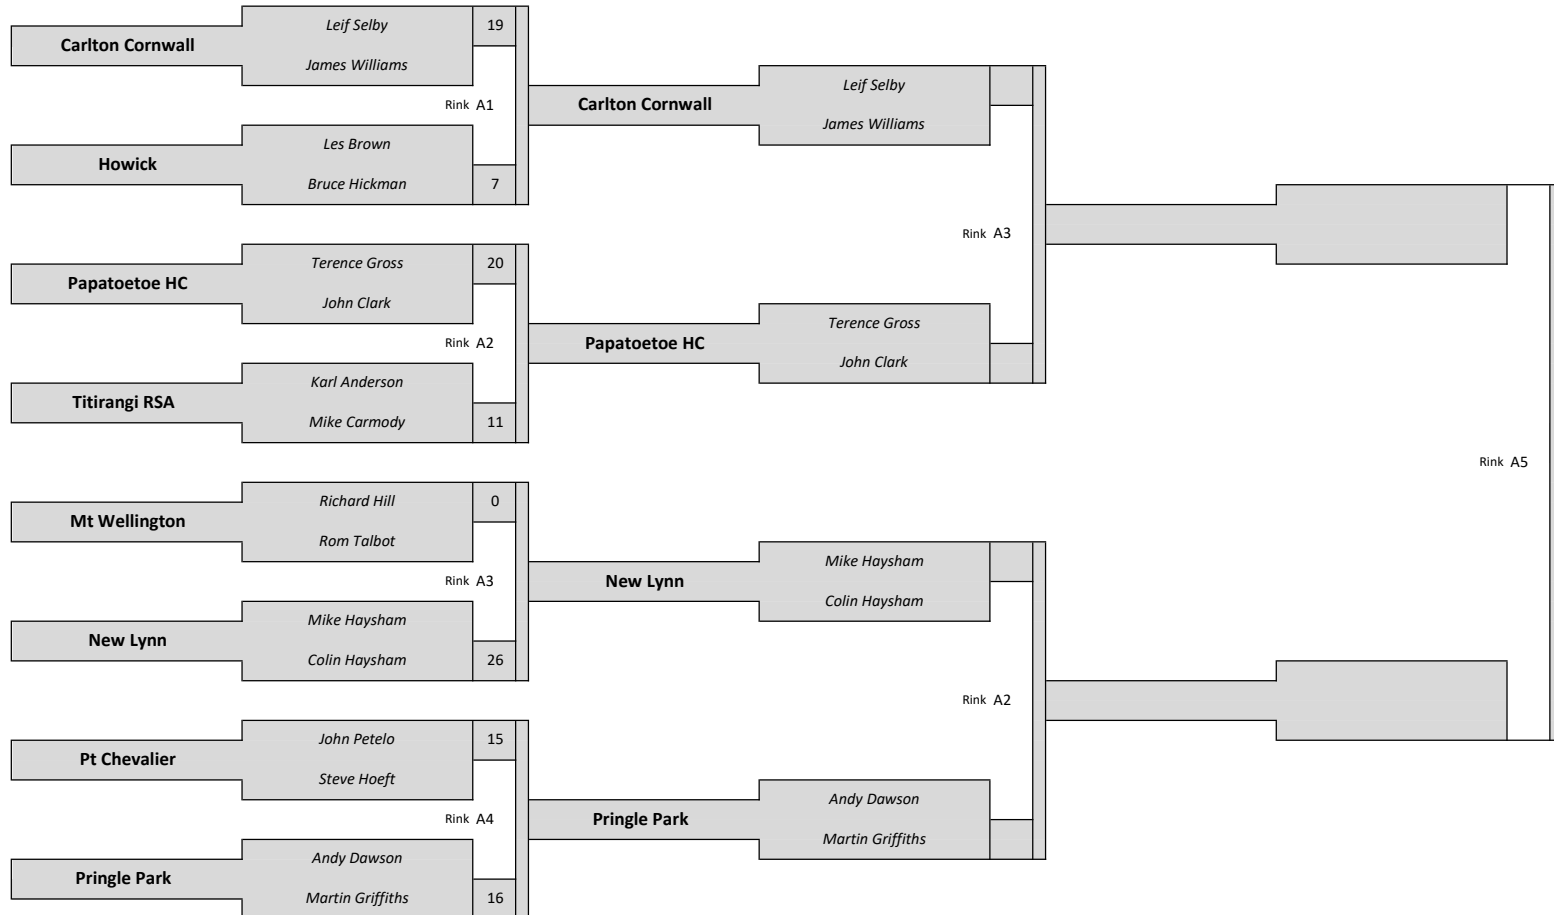 Leif Selby
19
Carlton Cornwall
James Williams
Rink A1
Les Brown
Howick
Bruce Hickman
7
Terence Gross
20
Papatoetoe HC
John Clark
Rink A2
Karl Anderson
Titirangi RSA
Mike Carmody
11
Richard Hill
0
Mt Wellington
Rom Talbot
Rink A3
Mike Haysham
New Lynn
Colin Haysham
26
John Petelo
15
Pt Chevalier
Steve Hoeft
Rink A4
Andy Dawson
Pringle Park
Martin Griffiths
16
Leif Selby
Carlton Cornwall
James Williams
Rink A3
Terence Gross
Papatoetoe HC
John Clark
Mike Haysham
New Lynn
Colin Haysham
Rink A2
Andy Dawson
Pringle Park
Martin Griffiths
Rink A5